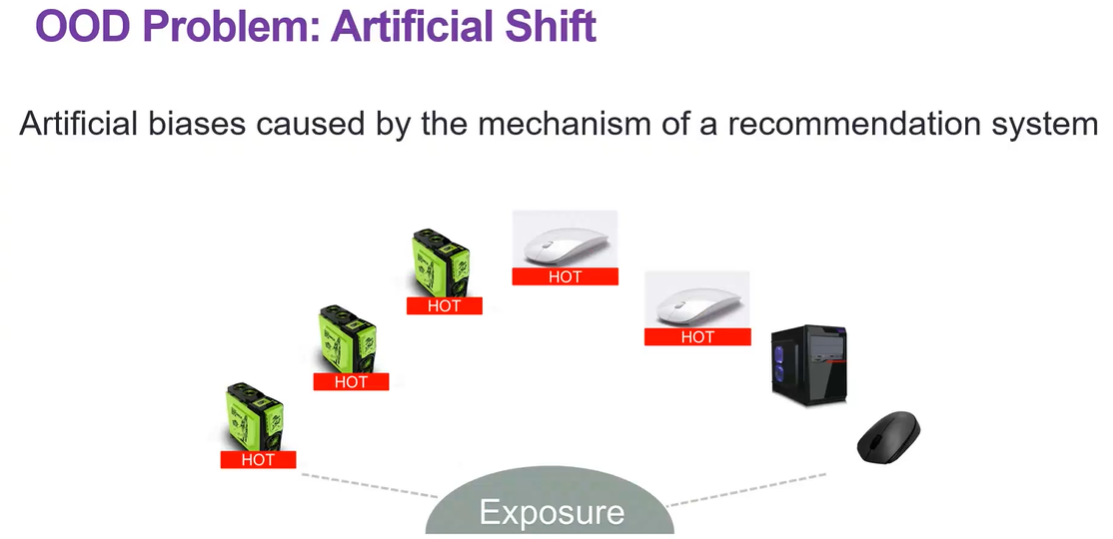 OOD Problem: Artificial Shift
Artificial biases caused by the mechanism of a recommendation system
HOT
HOT
HOT
HOT
HOT
Exposure